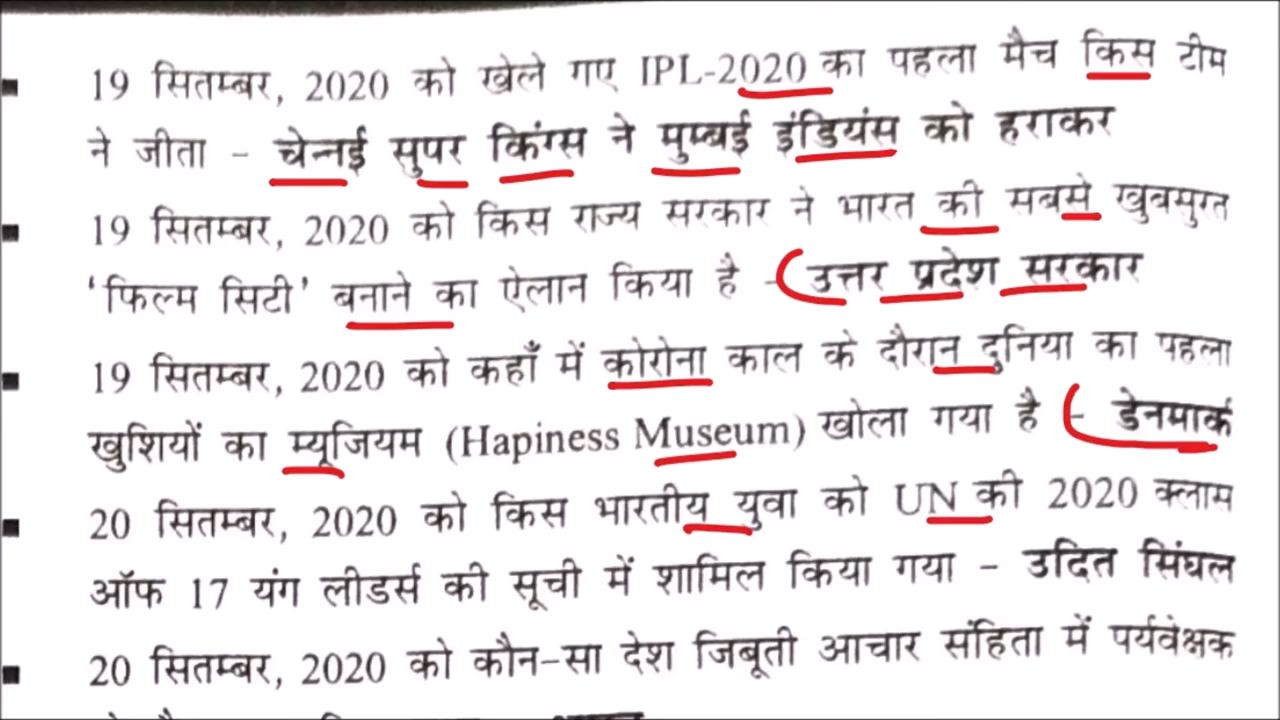 19 सितम्बर, 2020 को खेले गए IPL-2020 का पहला मैच किस टीम
ने जीता - चेन्नई सुपर किंग्स ने मुम्बई इंडियंस को हराकर
19 सितम्बर, 2020 को किस राज्य सरकार ने भारत की सबसे खुबसुरत
'फिल्म सिटी' बनाने का ऐलान किया है - उत्तर प्रदेश सरकार
19 सितम्बर, 2020 को कहाँ में कोरोना काल के दौरान दुनिया का पहला
खुशियों का म्यूजियम (Hapiness Museum) खोला गया है - डेनमार्क
20 सितम्बर, 2020 को किस भारतीय युवा को UN की 2020 क्लास
ऑफ 17 यंग लीडर्स की सूची में शामिल किया गया - उदित सिंघल
20 सितम्बर, 2020 को कौन-सा देश जिबूती आचार संहिता में पर्यवेक्षक